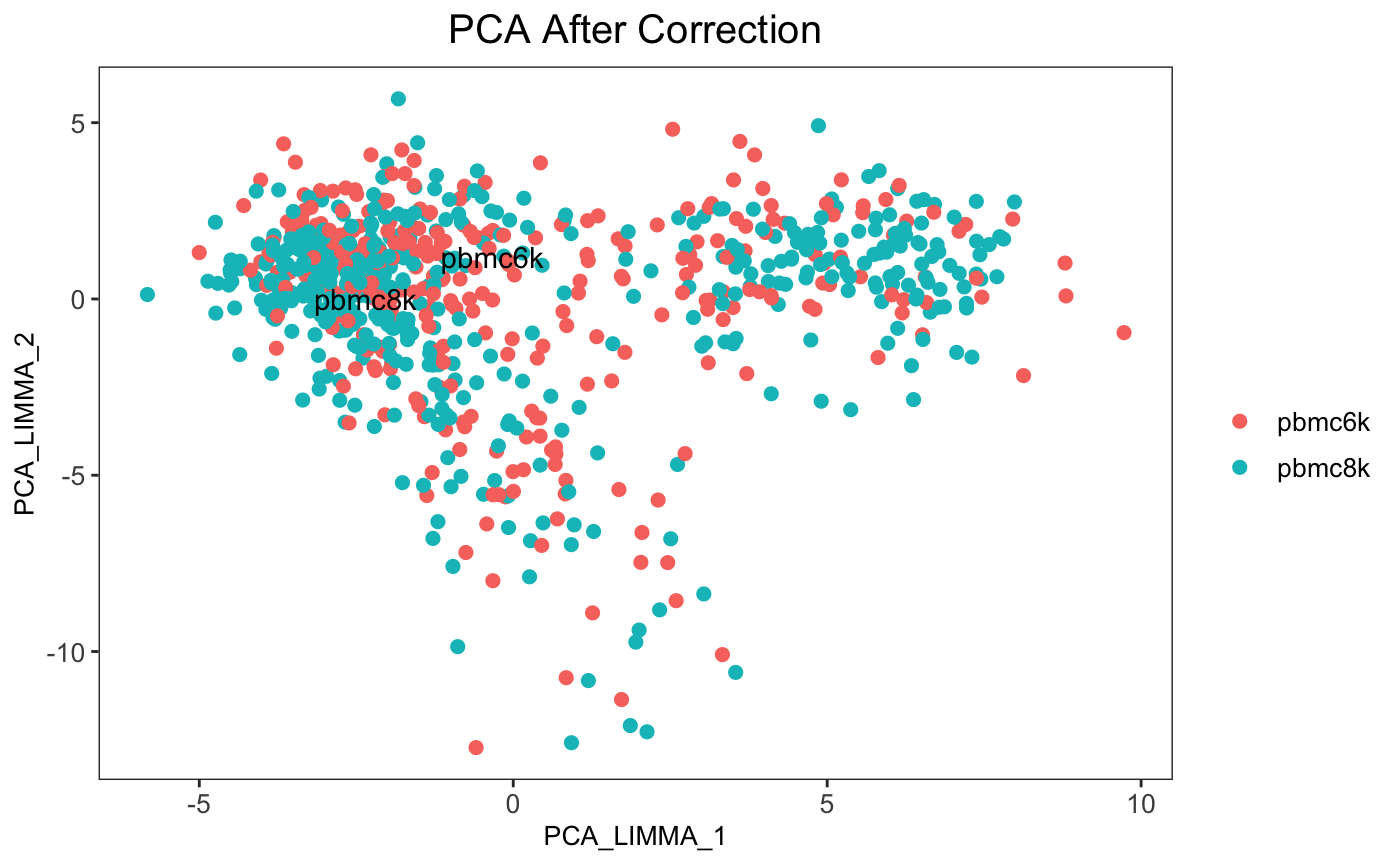 PCA After Correction
PCA_LIMMA_2
5
0
-5
-10
pbmc6k
pbmc8k
-5
0
5
10
PCA_LIMMA_1
pbmc6k
pbmc8k